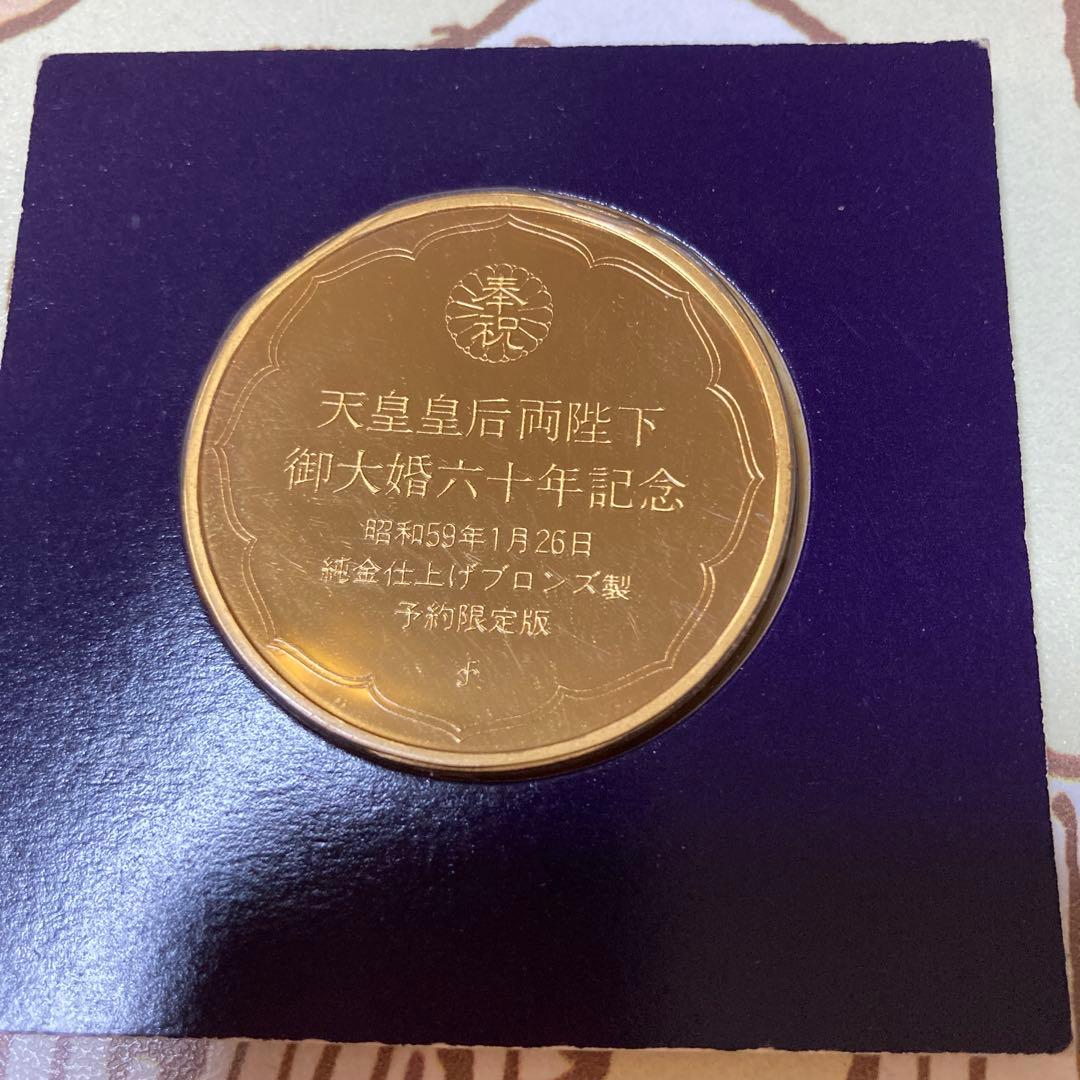 奉祝
天皇皇后両陛下
御大婚六十年記念
昭和59年1月26日
純金仕上げブロンズ製
予約限定版